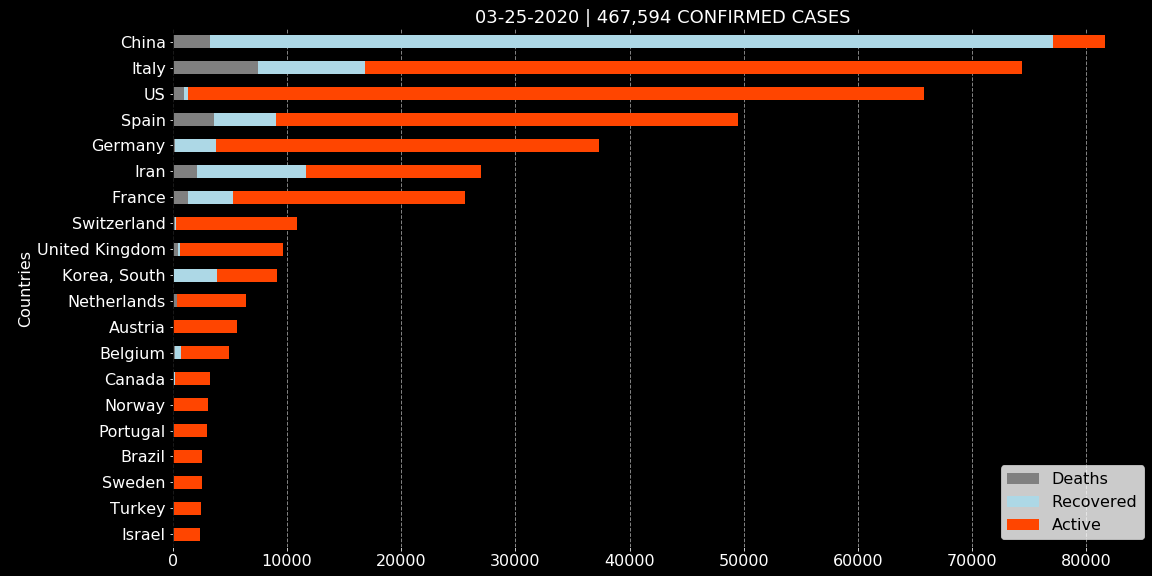 03-25-2020 | 467,594 CONFIRMED CASES
Countries
China
Italy
US
Spain
Germany
Iran
France
Switzerland
United Kingdom
Korea, South
Netherlands
Austria
Belgium
Canada
Norway
Portugal
Brazil
Sweden
Turkey
Israel
0 10000 20000 30000 40000 50000 60000 70000 80000
Deaths
Recovered
Active